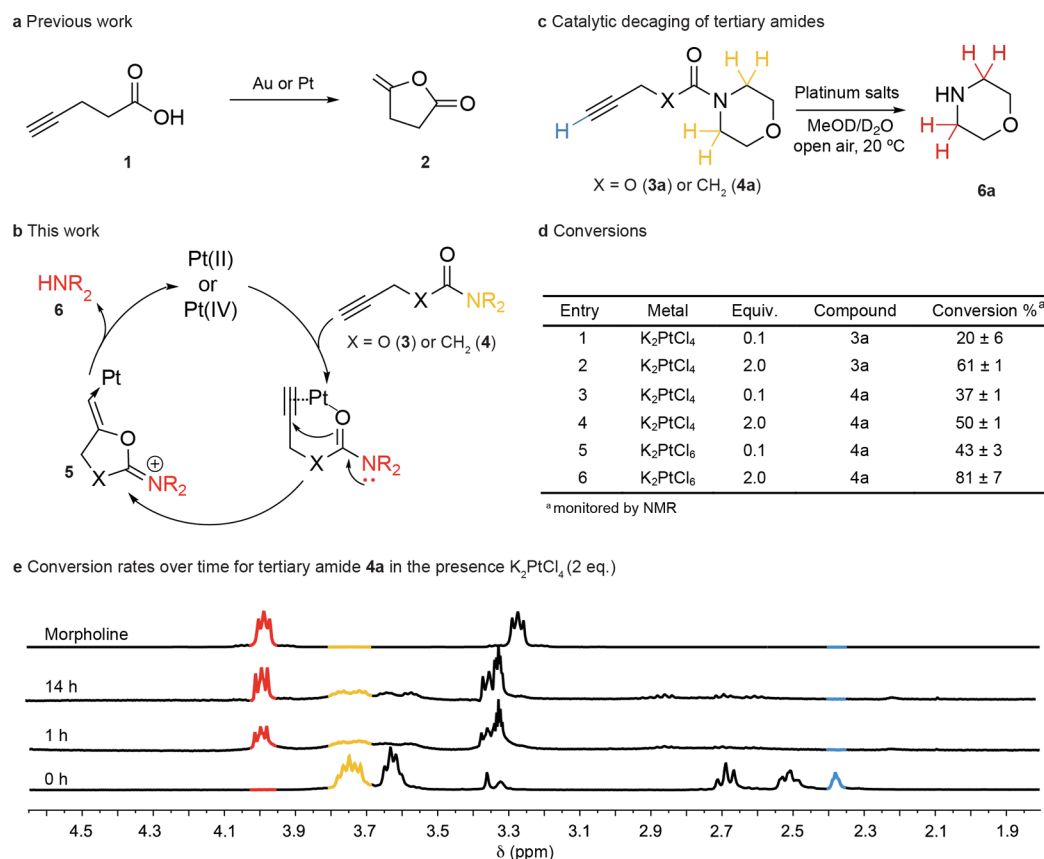 a Previous work
O
OH
1
Au or Pt
O
O
2
b This work
HNR₂
6
Pt(II)
or
Pt(IV)
O
X
NR₂
X = O (3) or CH₂ (4)
Pt
O
X
NR₂
Pt
O
5
X
⊕
NR₂
c Catalytic decaging of tertiary amides
H
O
X
N
H
H
O
H
H
X = O (3a) or CH₂ (4a)
Platinum salts
MeOD/D₂O
open air, 20 ºC
H
H
HN
H
O
H
6a
d Conversions
Entry Metal Equiv. Compound Conversion %ᵃ
1 K₂PtCl₄ 0.1 3a 20 ± 6
2 K₂PtCl₄ 2.0 3a 61 ± 1
3 K₂PtCl₄ 0.1 4a 37 ± 1
4 K₂PtCl₄ 2.0 4a 50 ± 1
5 K₂PtCl₆ 0.1 4a 43 ± 3
6 K₂PtCl₆ 2.0 4a 81 ± 7
ᵃ monitored by NMR
e Conversion rates over time for tertiary amide 4a in the presence K₂PtCl₄ (2 eq.)
Morpholine
14 h
1 h
0 h
4.5 4.3 4.1 3.9 3.7 3.5 3.3 3.1 2.9 2.7 2.5 2.3 2.1 1.9
δ (ppm)